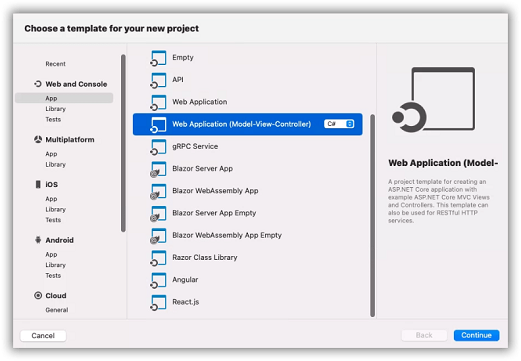 Choose a template for your new project
Recent
Web and Console
App
Library
Tests
Multiplatform
App
Library
iOS
App
Library
Tests
Android
App
Library
Tests
Cloud
General
Empty
API
Web Application
Web Application (Model-View-Controller) C#
gRPC Service
Blazor Server App
Blazor WebAssembly App
Blazor Server App Empty
Blazor WebAssembly App Empty
Razor Class Library
Angular
React.js
Web Application (Model-
A project template for creating an
ASP.NET Core application with
example ASP.NET Core MVC Views
and Controllers. This template can
also be used for RESTful HTTP
services.
Cancel
Back
Continue